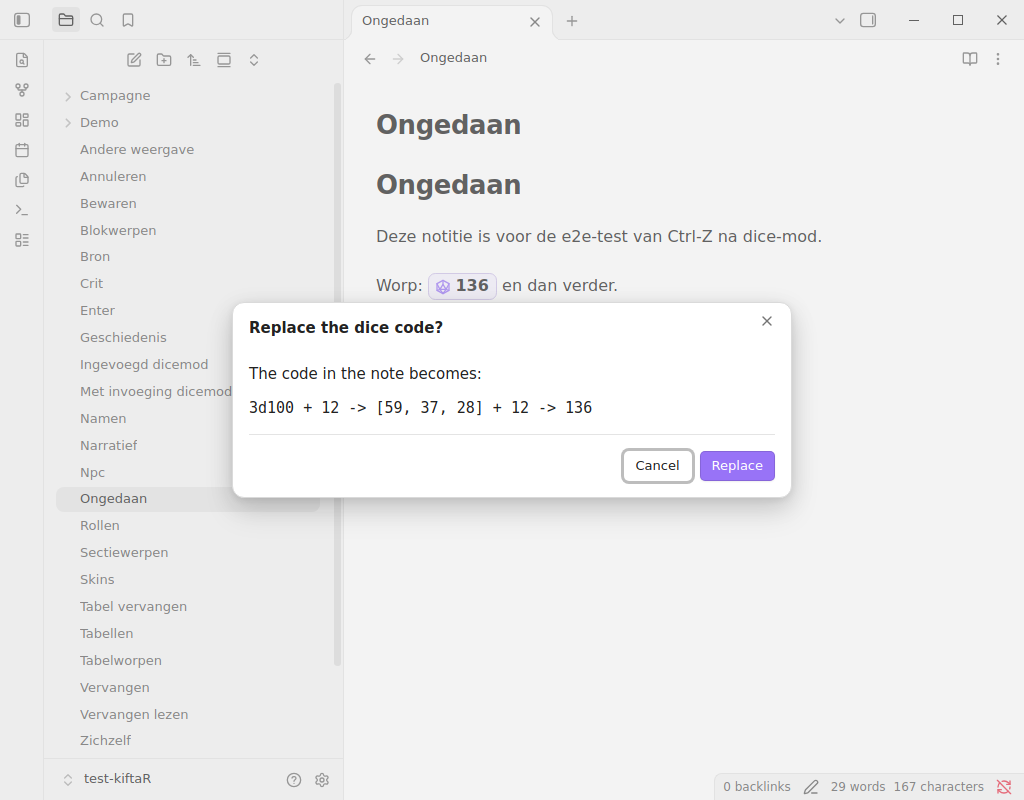 Ongedaan
Ongedaan
Campagne
Demo
Andere weergave
Annuleren
Bewaren
Blokwerpen
Bron
Crit
Enter
Geschiedenis
Ingevoegd dicemod
Met invoeging dicemod
Namen
Narratief
Npc
Ongedaan
Rollen
Sectiewerpen
Skins
Tabel vervangen
Tabellen
Tabelworpen
Vervangen
Vervangen lezen
Zichzelf
test-kiftaR
Ongedaan
Ongedaan
Deze notitie is voor de e2e-test van Ctrl-Z na dice-mod.
Worp: 136 en dan verder.
Replace the dice code?
The code in the note becomes:
3d100 + 12 -> [59, 37, 28] + 12 -> 136
Cancel Replace
0 backlinks 29 words 167 characters